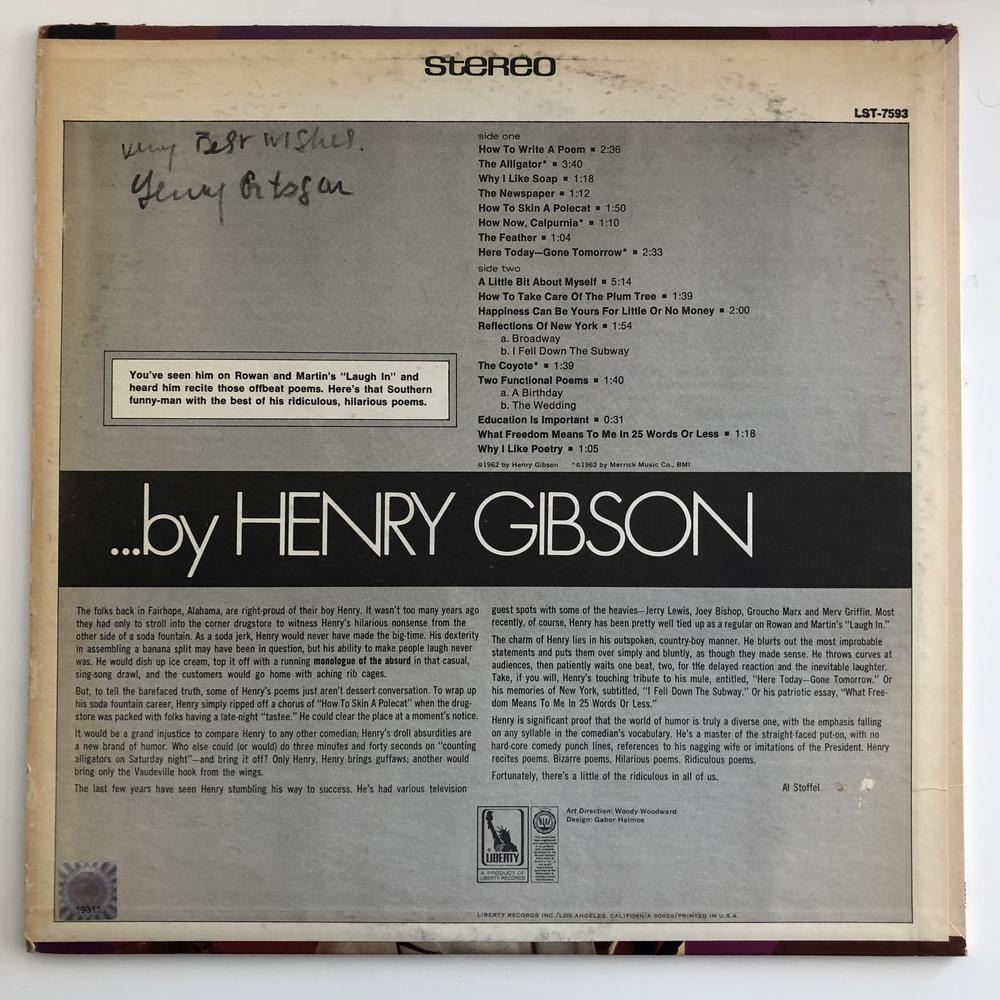 stereo
LST-7593
very Best Wishes.
Henry Gibson
side one
How To Write A Poem ▪ 2:36
The Alligator* ▪ 3:40
Why I Like Soap ▪ 1:18
The Newspaper ▪ 1:12
How To Skin A Polecat ▪ 1:50
How Now, Calpurnia* ▪ 1:10
The Feather ▪ 1:04
Here Today—Gone Tomorrow* ▪ 2:33
side two
A Little Bit About Myself ▪ 5:14
How To Take Care Of The Plum Tree ▪ 1:39
Happiness Can Be Yours For Little Or No Money ▪ 2:00
Reflections Of New York ▪ 1:54
a. Broadway
b. I Fell Down The Subway
The Coyote* ▪ 1:39
Two Functional Poems ▪ 1:40
a. A Birthday
b. The Wedding
Education Is Important ▪ 0:31
What Freedom Means To Me In 25 Words Or Less ▪ 1:18
Why I Like Poetry ▪ 1:05
©1962 by Henry Gibson *©1962 by Merrick Music Co., BMI
You've seen him on Rowan and Martin's "Laugh In" and
heard him recite those offbeat poems. Here's that Southern
funny-man with the best of his ridiculous, hilarious poems.
...by HENRY GIBSON
The folks back in Fairhope, Alabama, are right-proud of their boy Henry. It wasn't too many years ago
they had only to stroll into the corner drugstore to witness Henry's hilarious nonsense from the
other side of a soda fountain. As a soda jerk, Henry would never have made the big-time. His dexterity
in assembling a banana split may have been in question, but his ability to make people laugh never
was. He would dish up ice cream, top it off with a running monologue of the absurd in that casual,
sing-song drawl, and the customers would go home with aching rib cages.
But, to tell the barefaced truth, some of Henry's poems just aren't dessert conversation. To wrap up
his soda fountain career, Henry simply ripped off a chorus of "How To Skin A Polecat" when the drug-
store was packed with folks having a late-night "tastee." He could clear the place at a moment's notice.
It would be a grand injustice to compare Henry to any other comedian; Henry's droll absurdities are
a new brand of humor. Who else could (or would) do three minutes and forty seconds on "counting
alligators on Saturday night"—and bring it off? Only Henry. Henry brings guffaws; another would
bring only the Vaudeville hook from the wings.
The last few years have seen Henry stumbling his way to success. He's had various television
guest spots with some of the heavies—Jerry Lewis, Joey Bishop, Groucho Marx and Merv Griffin. Most
recently, of course, Henry has been pretty well tied up as a regular on Rowan and Martin's "Laugh In."
The charm of Henry lies in his outspoken, country-boy manner. He blurts out the most improbable
statements and puts them over simply and bluntly, as though they made sense. He throws curves at
audiences, then patiently waits one beat, two, for the delayed reaction and the inevitable laughter.
Take, if you will, Henry's touching tribute to his mule, entitled, "Here Today—Gone Tomorrow." Or
his memories of New York, subtitled, "I Fell Down The Subway." Or his patriotic essay, "What Free-
dom Means To Me In 25 Words Or Less."
Henry is significant proof that the world of humor is truly a diverse one, with the emphasis falling
on any syllable in the comedian's vocabulary. He's a master of the straight-faced put-on, with no
hard-core comedy punch lines, references to his nagging wife or imitations of the President. Henry
recites poems. Bizarre poems. Hilarious poems. Ridiculous poems.
Fortunately, there's a little of the ridiculous in all of us.
Al Stoffel
LIBERTY
A PRODUCT OF
LIBERTY RECORDS
RIAA
Art Direction: Woody Woodward
Design: Gabor Halmos
19311
LIBERTY RECORDS INC./LOS ANGELES, CALIFORNIA 90028/PRINTED IN U.S.A.